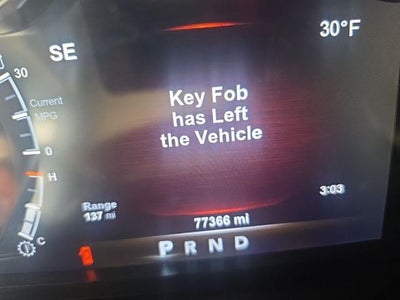 SE
30°F
30
Current
MPG
Key Fob
has Left
the Vehicle
0
H
Range
137 mi
3:03
77366 mi
C
P R N D